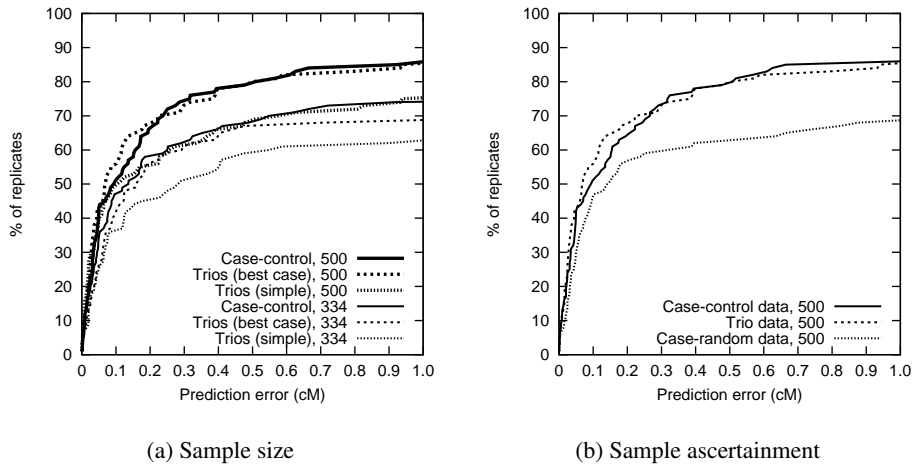 100
90
80
70
60
50
40
30
20
10
0
% of replicates
Case-control, 500
Trios (best case), 500
Trios (simple), 500
Case-control, 334
Trios (best case), 334
Trios (simple), 334
0 0.1 0.2 0.3 0.4 0.5 0.6 0.7 0.8 0.9 1.0
Prediction error (cM)
(a) Sample size
100
90
80
70
60
50
40
30
20
10
0
% of replicates
Case-control data, 500
Trio data, 500
Case-random data, 500
0 0.1 0.2 0.3 0.4 0.5 0.6 0.7 0.8 0.9 1.0
Prediction error (cM)
(b) Sample ascertainment